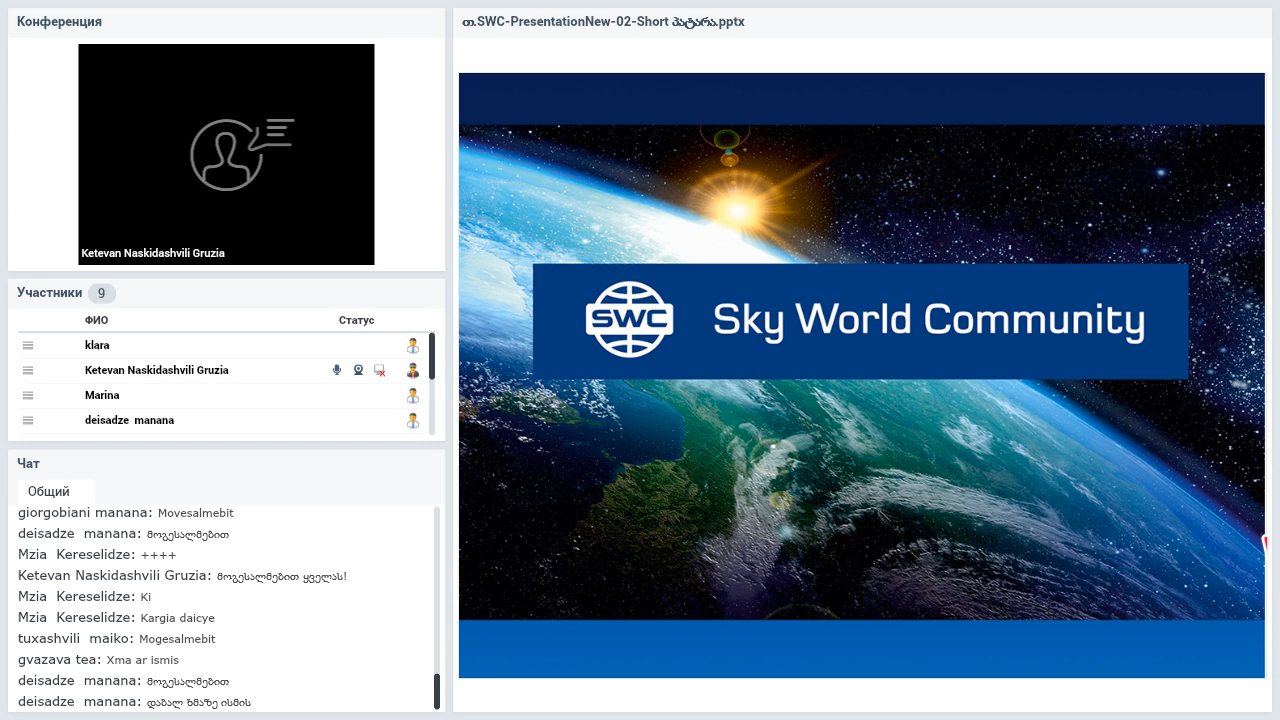 Конференция
Ketevan Naskidashvili Gruzia
Участники 9
ФИО Статус
klara
Ketevan Naskidashvili Gruzia
Marina
deisadze manana
Чат
Общий
giorgobiani manana: Movesalmebit
deisadze manana: მოგესალმებით
Mzia Kereselidze: ++++
Ketevan Naskidashvili Gruzia: მოგესალმებით ყველას!
Mzia Kereselidze: Ki
Mzia Kereselidze: Kargia daicye
tuxashvili maiko: Mogesalmebit
gvazava tea: Xma ar ismis
deisadze manana: მოგესალმებით
deisadze manana: დაბალ ხმაზე ისმის
თ.SWC-PresentationNew-02-Short პატარა.pptx
SWC Sky World Community